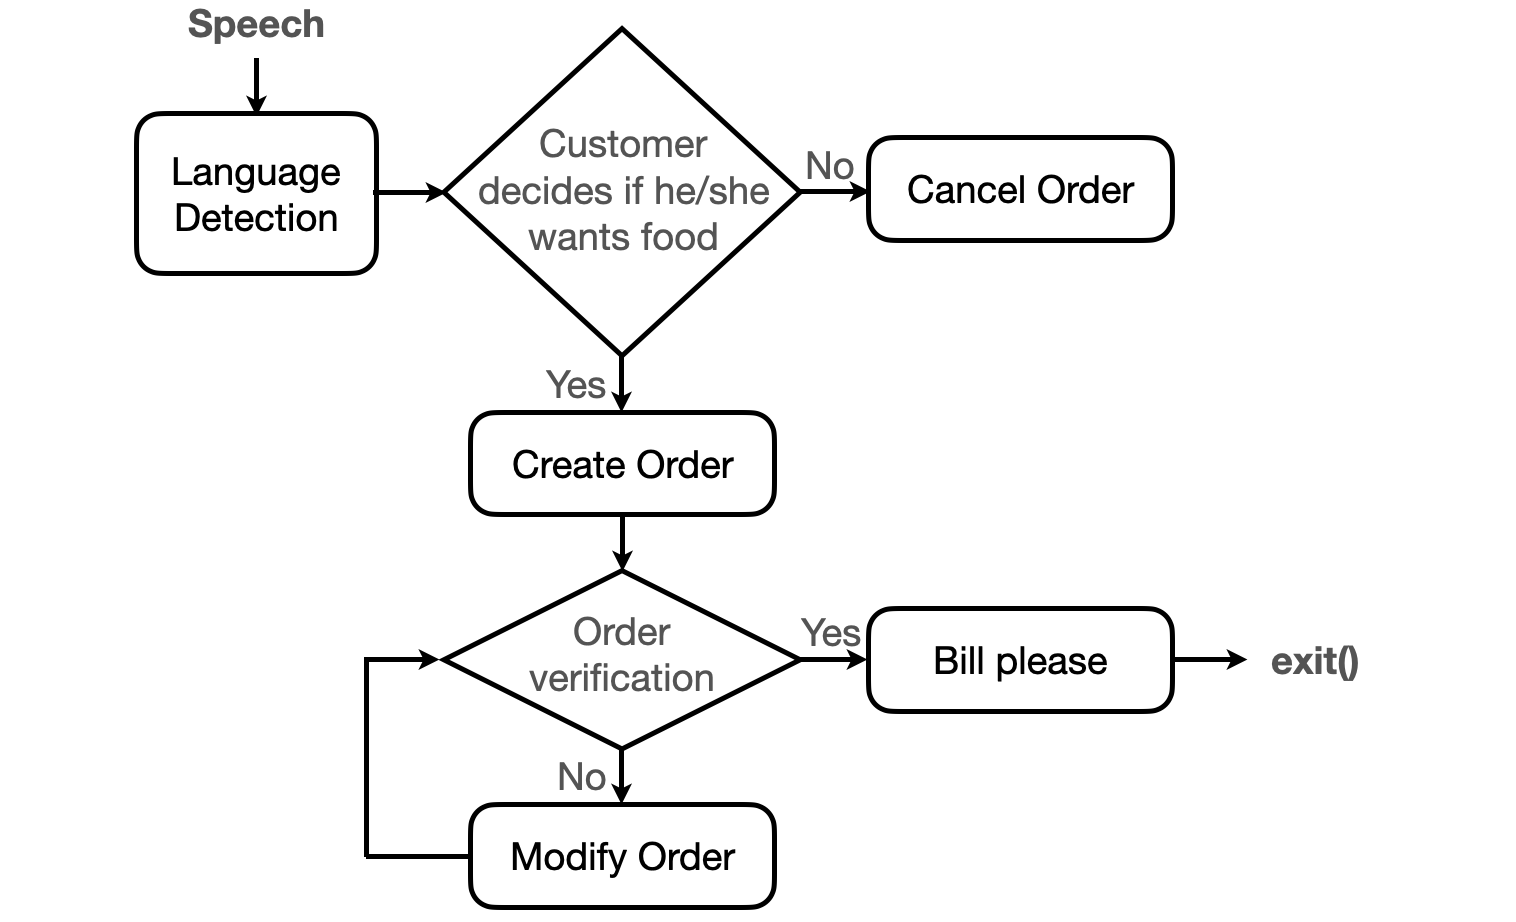 Speech
Language
Detection
Customer
decides if he/she
wants food
No
Cancel Order
Yes
Create Order
Order
verification
Yes
Bill please
exit()
No
Modify Order